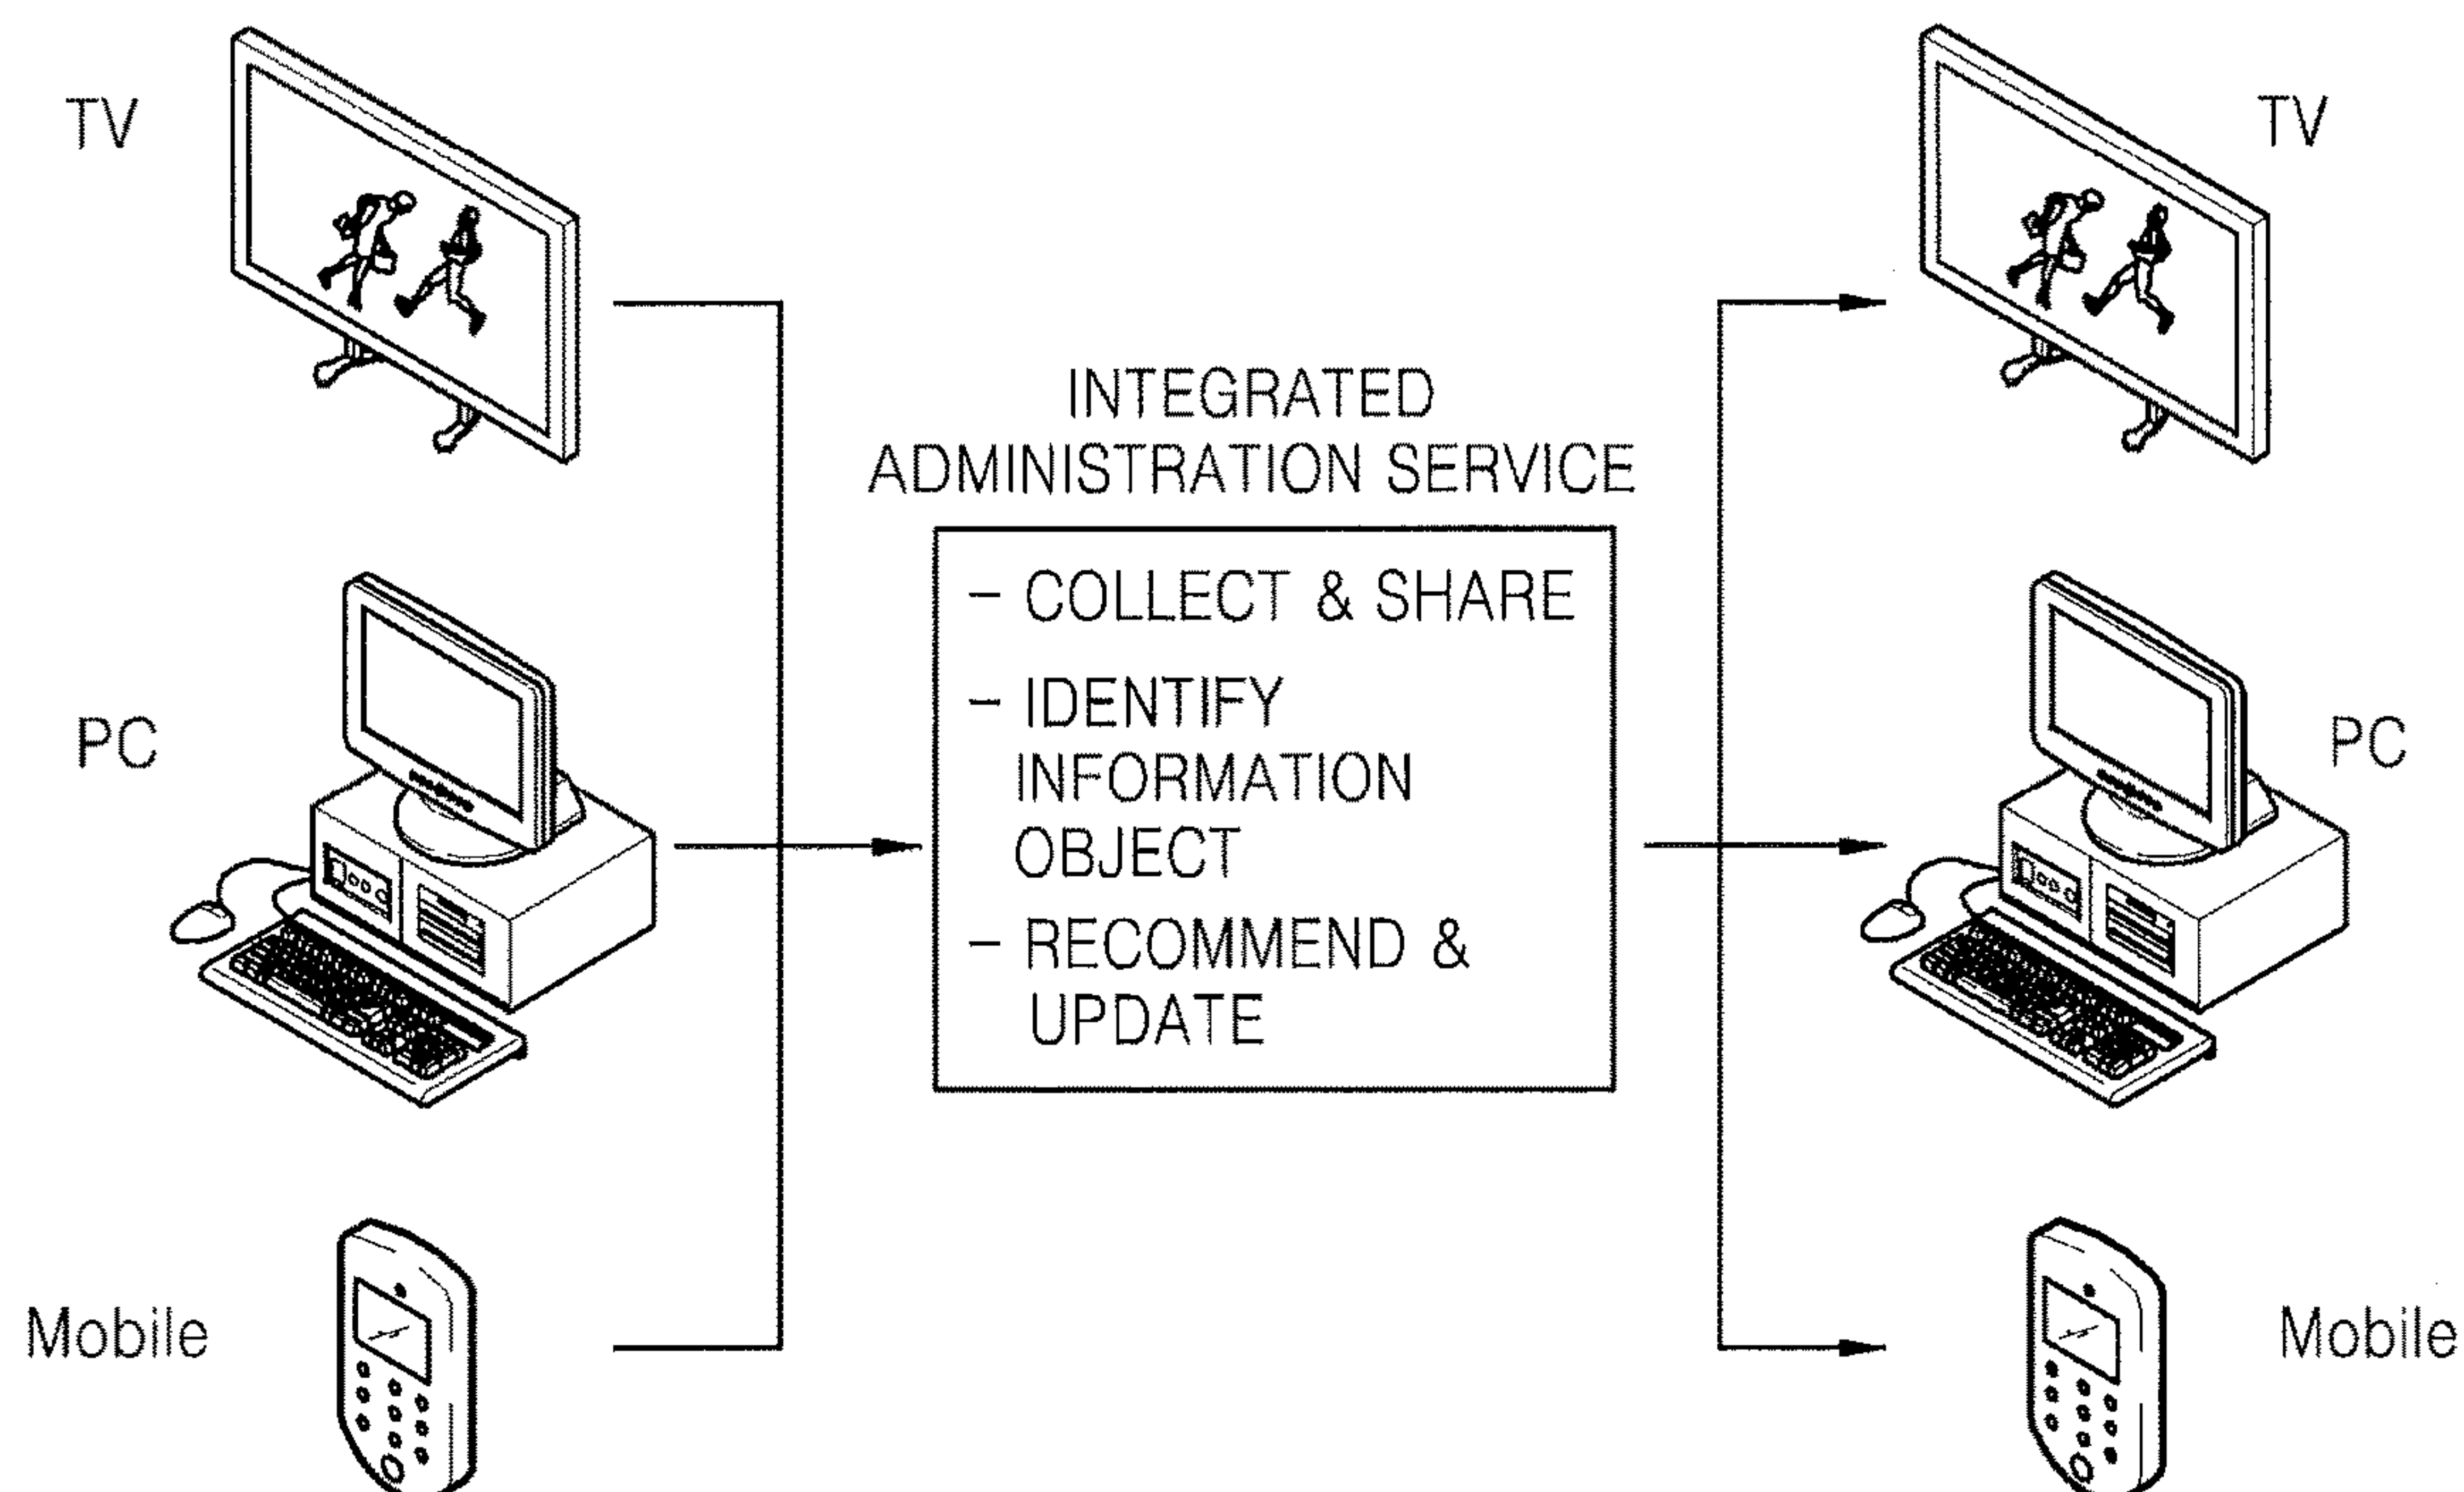 TV
TV
INTEGRATED
ADMINISTRATION SERVICE
– COLLECT & SHARE
– IDENTIFY
INFORMATION
OBJECT
– RECOMMEND &
UPDATE
PC
PC
Mobile
Mobile